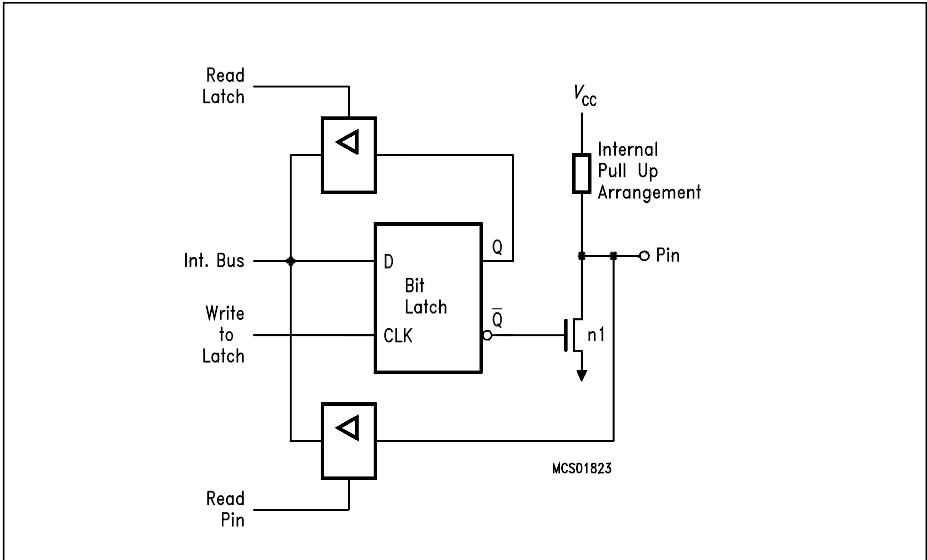 Read
Latch
V_CC
Internal
Pull Up
Arrangement
Q
Int. Bus
D
Pin
Bit
Latch
Write
to
Latch
Q̅
CLK
n1
MCS01823
Read
Pin